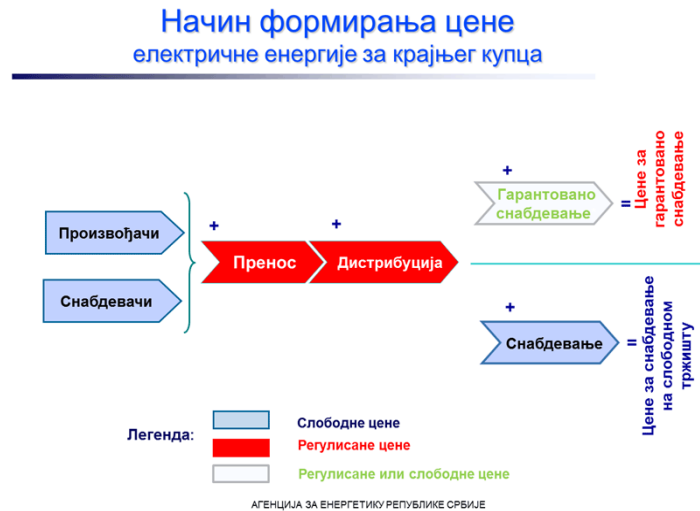 Начин формирања цене
електричне енергије за крајњег купца
Произвођачи
Снабдевачи
+
Пренос
+
Дистрибуција
+
Гарантовано
снабдевање
=
Цене за
гарантовано
снабдевање
+
Снабдевање
=
Цене за снабдевање
на слободном
тржишту
Легенда:
Слободне цене
Регулисане цене
Регулисане или слободне цене
АГЕНЦИЈА ЗА ЕНЕРГЕТИКУ РЕПУБЛИКЕ СРБИЈЕ